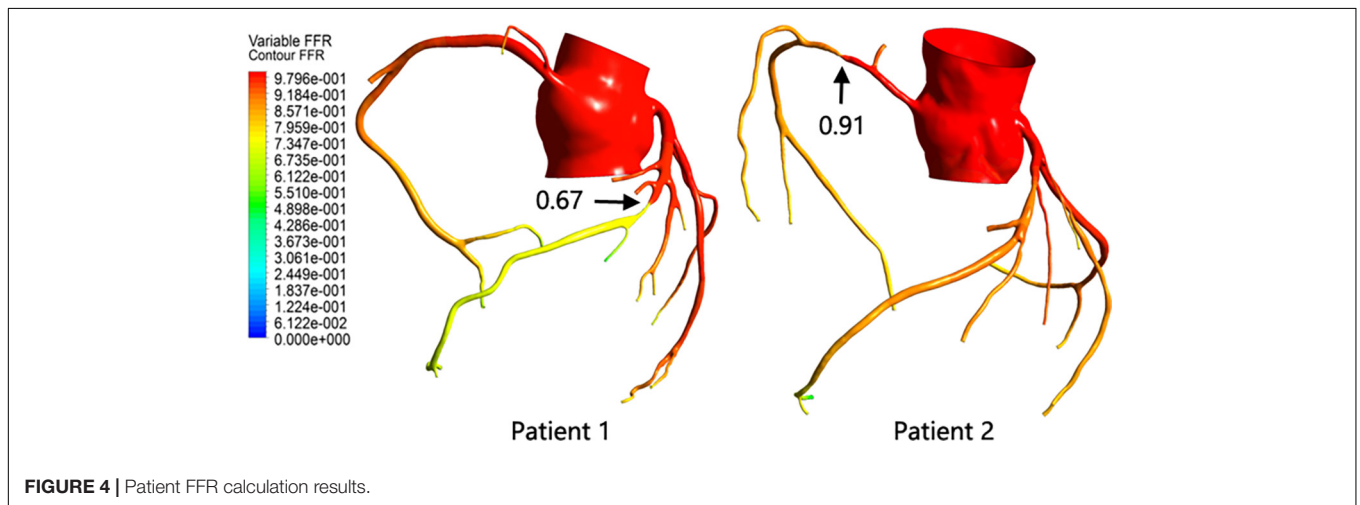 Variable FFR
Contour FFR
9.796e-001
9.184e-001
8.571e-001
7.959e-001
7.347e-001
6.735e-001
6.122e-001
5.510e-001
4.898e-001
4.286e-001
3.673e-001
3.061e-001
2.449e-001
1.837e-001
1.224e-001
6.122e-002
0.000e+000
0.67
0.91
Patient 1
Patient 2
FIGURE 4 | Patient FFR calculation results.